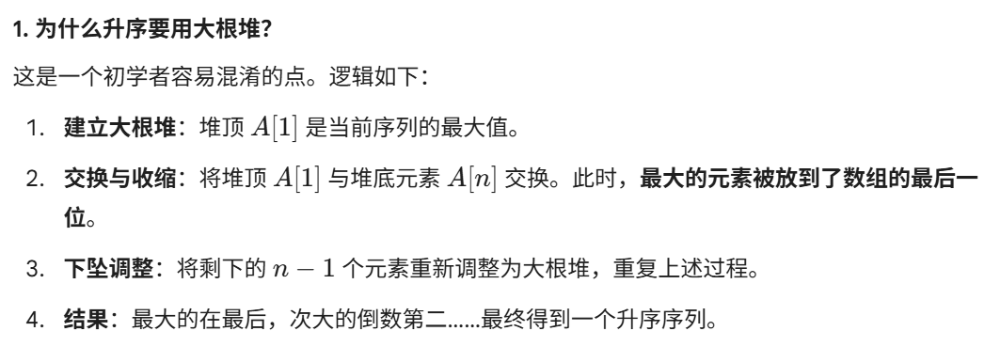 1. 为什么升序要用大根堆？
这是一个初学者容易混淆的点。逻辑如下：
1. 建立大根堆：堆顶 A[1] 是当前序列的最大值。
2. 交换与收缩：将堆顶 A[1] 与堆底元素 A[n] 交换。此时，最大的元素被放到了数组的最后一
位。
3. 下坠调整：将剩下的 n − 1 个元素重新调整为大根堆，重复上述过程。
4. 结果：最大的在最后，次大的倒数第二......最终得到一个升序序列。